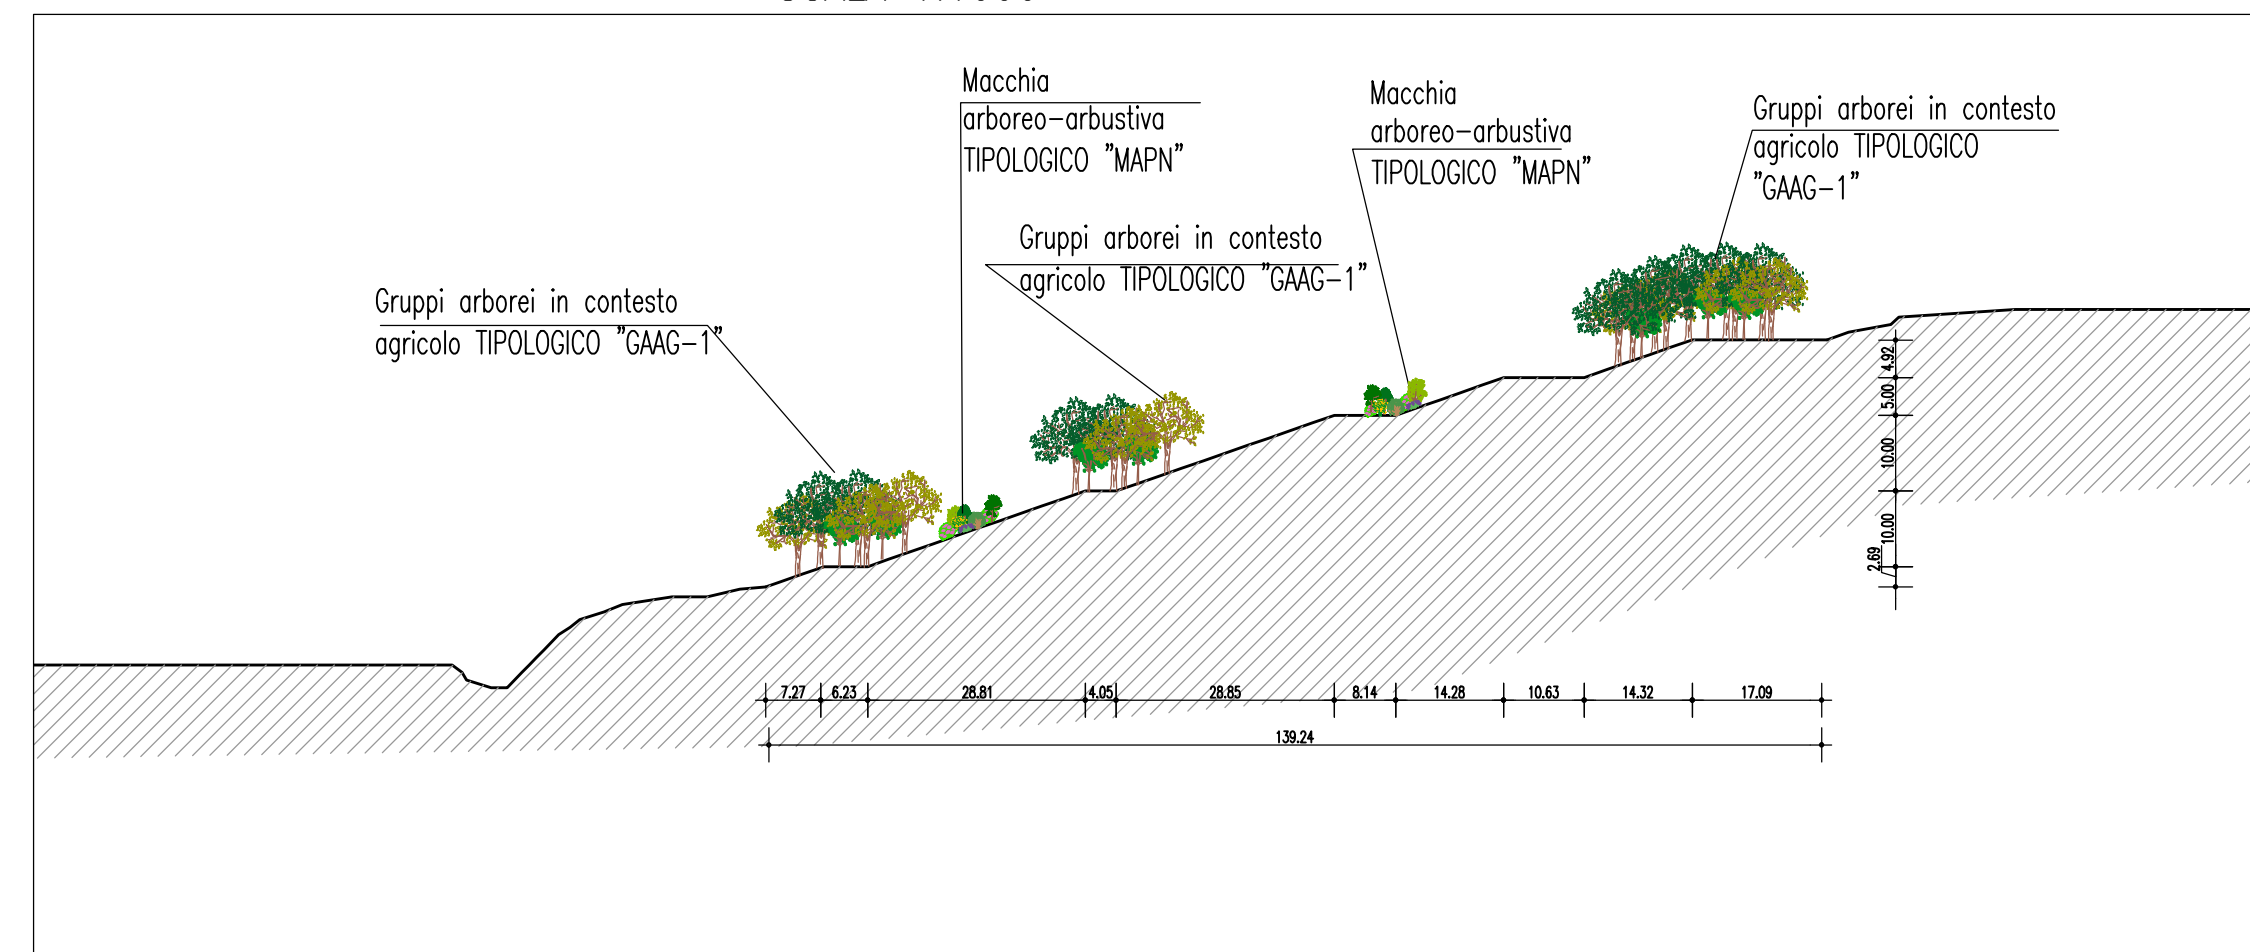 Macchia
arboreo-arbustiva
TIPOLOGICO "MAPN"
Macchia
arboreo-arbustiva
TIPOLOGICO "MAPN"
Gruppi arborei in contesto
agricolo TIPOLOGICO
"GAAG-1"
Gruppi arborei in contesto
agricolo TIPOLOGICO "GAAG-1"
Gruppi arborei in contesto
agricolo TIPOLOGICO "GAAG-1"
4.92
5.00
10.00
10.00
2.69
7.27 6.23 28.81 4.05 28.85 8.14 14.28 10.63 14.32 17.09
139.24